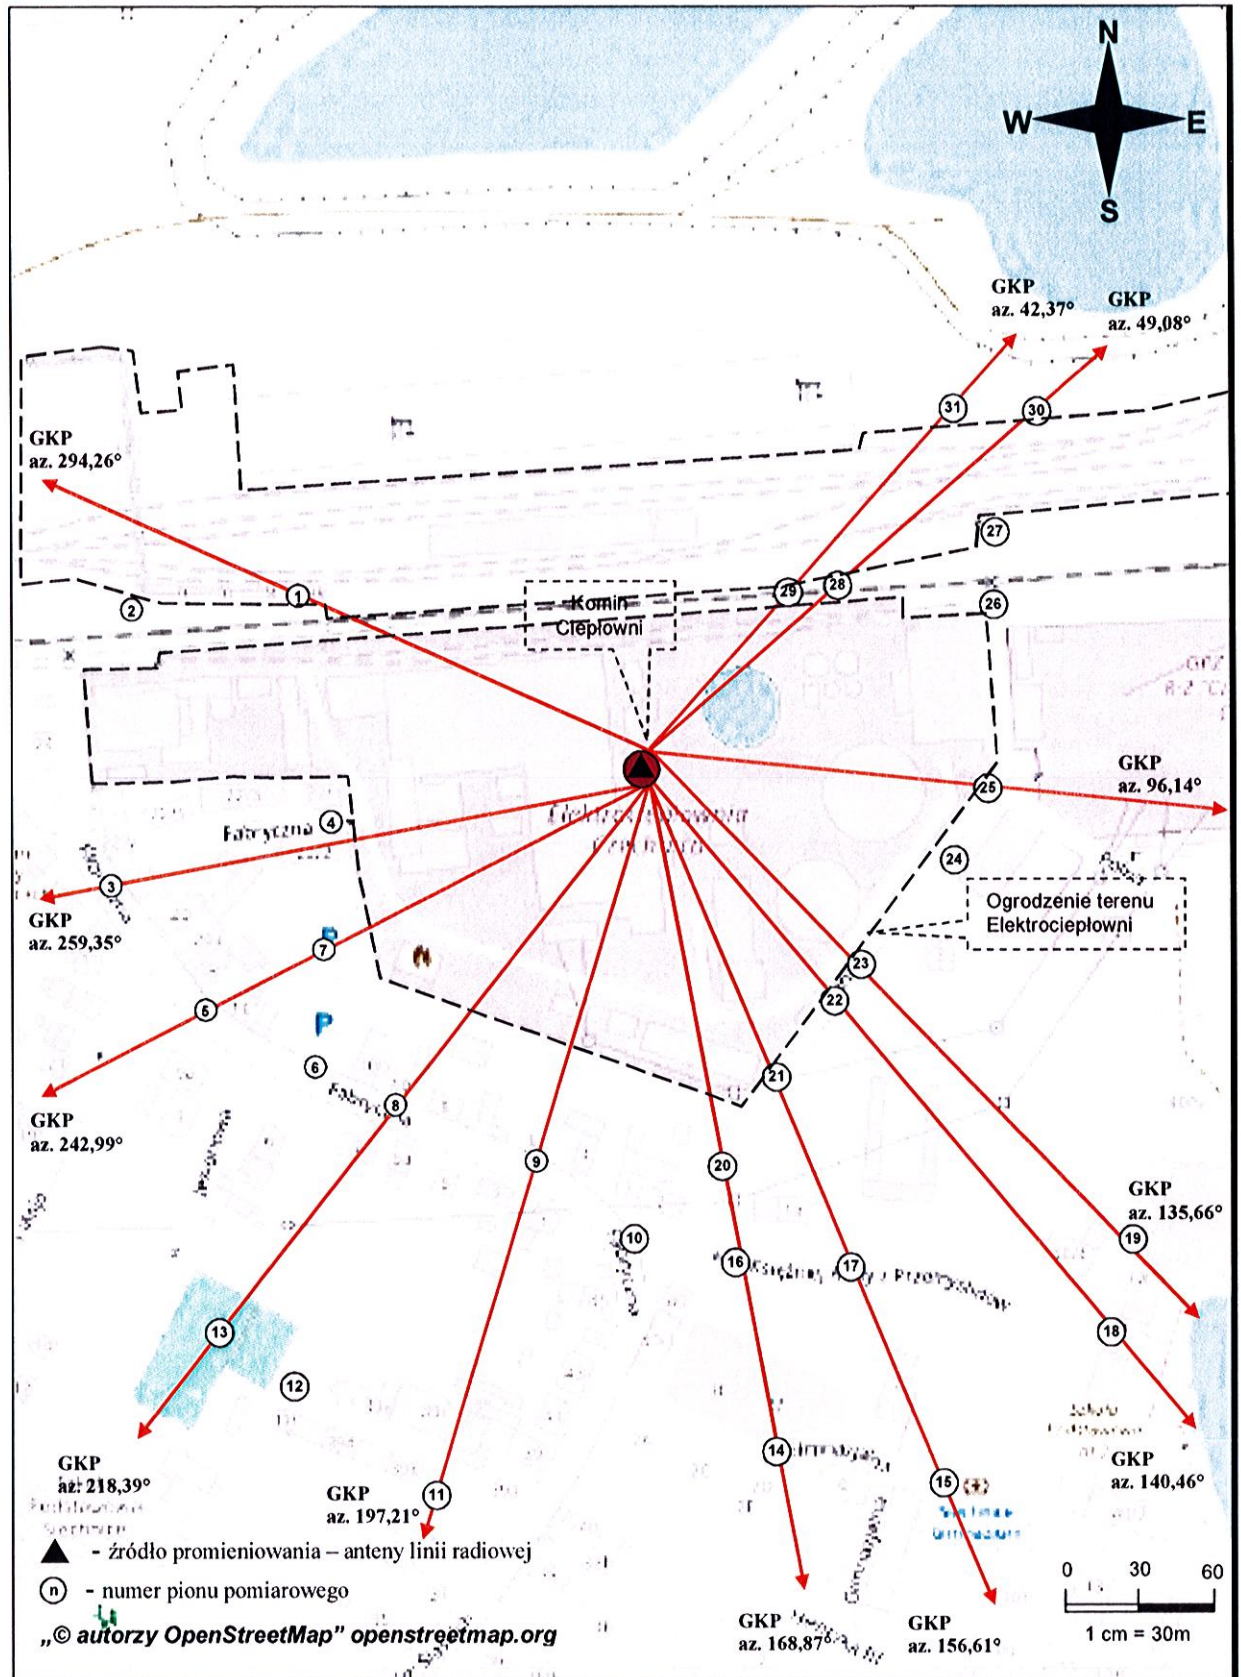 N
W E
S
GKP
az. 42,37°
GKP
az. 49,08°
31
30
GKP
az. 294,26°
27
1
2
29
28
26
Komin
Ciepłowni
GKP
az. 96,14°
25
4
Fabryczna
24
3
Ogrodzenie terenu
Elektrociepłowni
GKP
az. 259,35°
P
7
23
22
5
P
6
21
8
GKP
az. 242,99°
9
20
GKP
az. 135,66°
19
10
16
17
13
18
12
14
15
GKP
az. 140,46°
GKP
az. 218,39°
11
GKP
az. 197,21°
- źródło promieniowania – anteny linii radiowej
n - numer pionu pomiarowego
„© autorzy OpenStreetMap” openstreetmap.org
GKP
az. 168,87°
GKP
az. 156,61°
0 30 60
1 cm = 30m